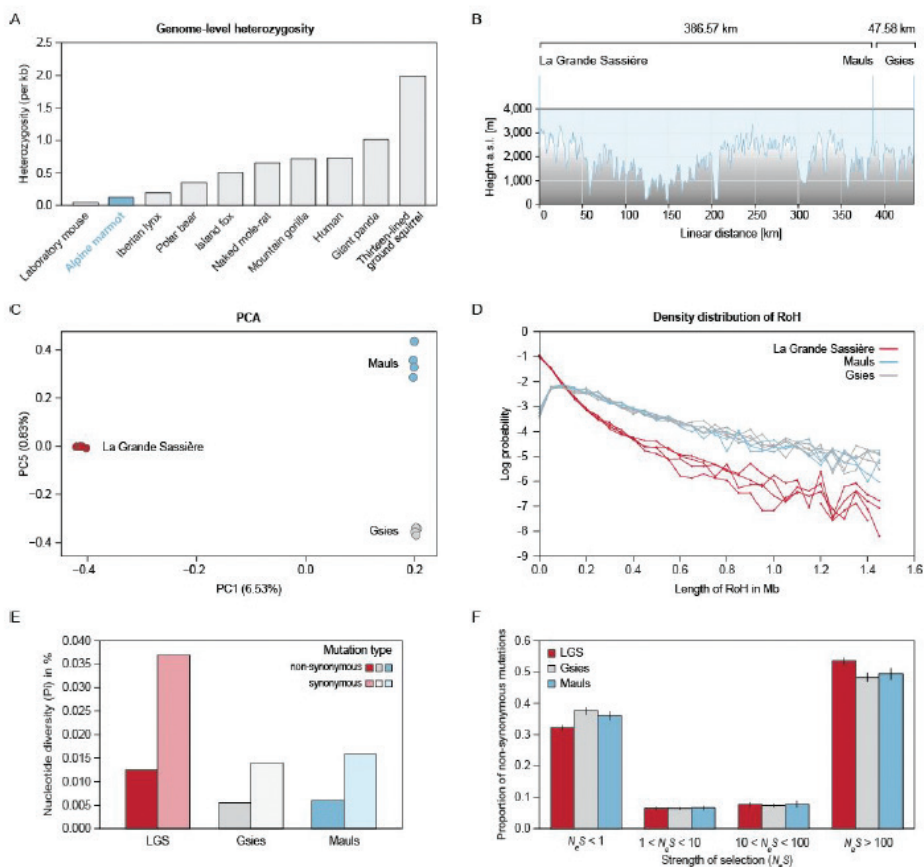 A
Genome-level heterozygosity
Heterozygosity (per kb)
2.5
2.0
1.5
1.0
0.5
0.0
Laboratory mouse
Alpine marmot
Iberian lynx
Polar bear
Island fox
Naked mole-rat
Mountain gorilla
Human
Giant panda
Thirteen-lined
ground squirrel
B
386.57 km 47.58 km
La Grande Sassière Mauls Gsies
Height a.s.l. [m]
4,000
3,000
2,000
1,000
0
0 50 100 150 200 250 300 350 400
Linear distance [km]
C
PCA
PC5 (0.83%)
0.4
0.2
0.0
−0.2
−0.4
Mauls
La Grande Sassière
Gsies
−0.4 −0.2 0.0 0.2
PC1 (6.53%)
D
Density distribution of RoH
La Grande Sassière
Mauls
Gsies
Log probability
0
-1
-2
-3
-4
-5
-6
-7
-8
-9
0.0 0.2 0.4 0.6 0.8 1.0 1.2 1.4 1.6
Length of RoH in Mb
E
Nucleotide diversity (Pi) in %
0.040
0.035
0.030
0.025
0.020
0.015
0.010
0.005
0.000
Mutation type
non-synonymous
synonymous
LGS Gsies Mauls
F
Proportion of non-synonymous mutations
0.6
0.5
0.4
0.3
0.2
0.1
0.0
LGS
Gsies
Mauls
NeS < 1 1 < NeS < 10 10 < NeS < 100 NeS > 100
Strength of selection (NeS)